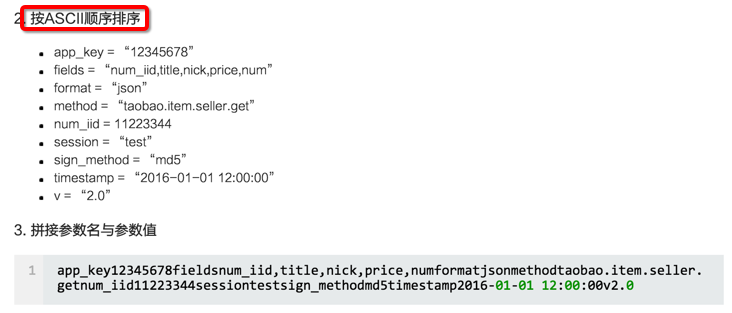 2. 按ASCII顺序排序
• app_key = “12345678”
• fields = “num_iid,title,nick,price,num”
• format = “json”
• method = “taobao.item.seller.get”
• num_iid = 11223344
• session = “test”
• sign_method = “md5”
• timestamp = “2016-01-01 12:00:00”
• v = “2.0”
3. 拼接参数名与参数值
1 app_key12345678fieldsnum_iid,title,nick,price,numformatjsonmethodtaobao.item.seller.
getnum_iid11223344sessiontestsign_methodmd5timestamp2016-01-01 12:00:00v2.0